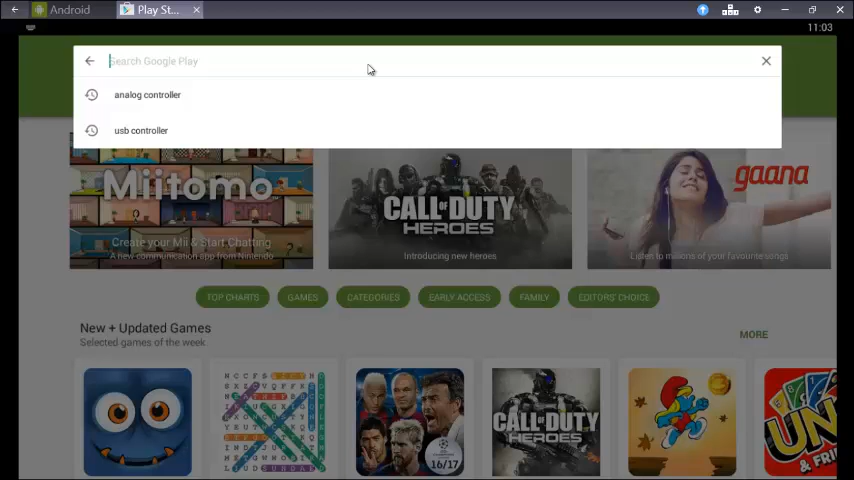 Android
Play St...
11:03
Search Google Play
analog controller
usb controller
Miitomo
Create your Mii & Start Chatting
A new communication app from Nintendo
CALL OF DUTY
HEROES
Introducing new heroes
gaana
Listen to millions of your favourite songs
TOP CHARTS
GAMES
CATEGORIES
EARLY ACCESS
FAMILY
EDITORS' CHOICE
New + Updated Games
Selected games of the week.
MORE
16/17
CALL OF DUTY
HEROES
UN
& FRI